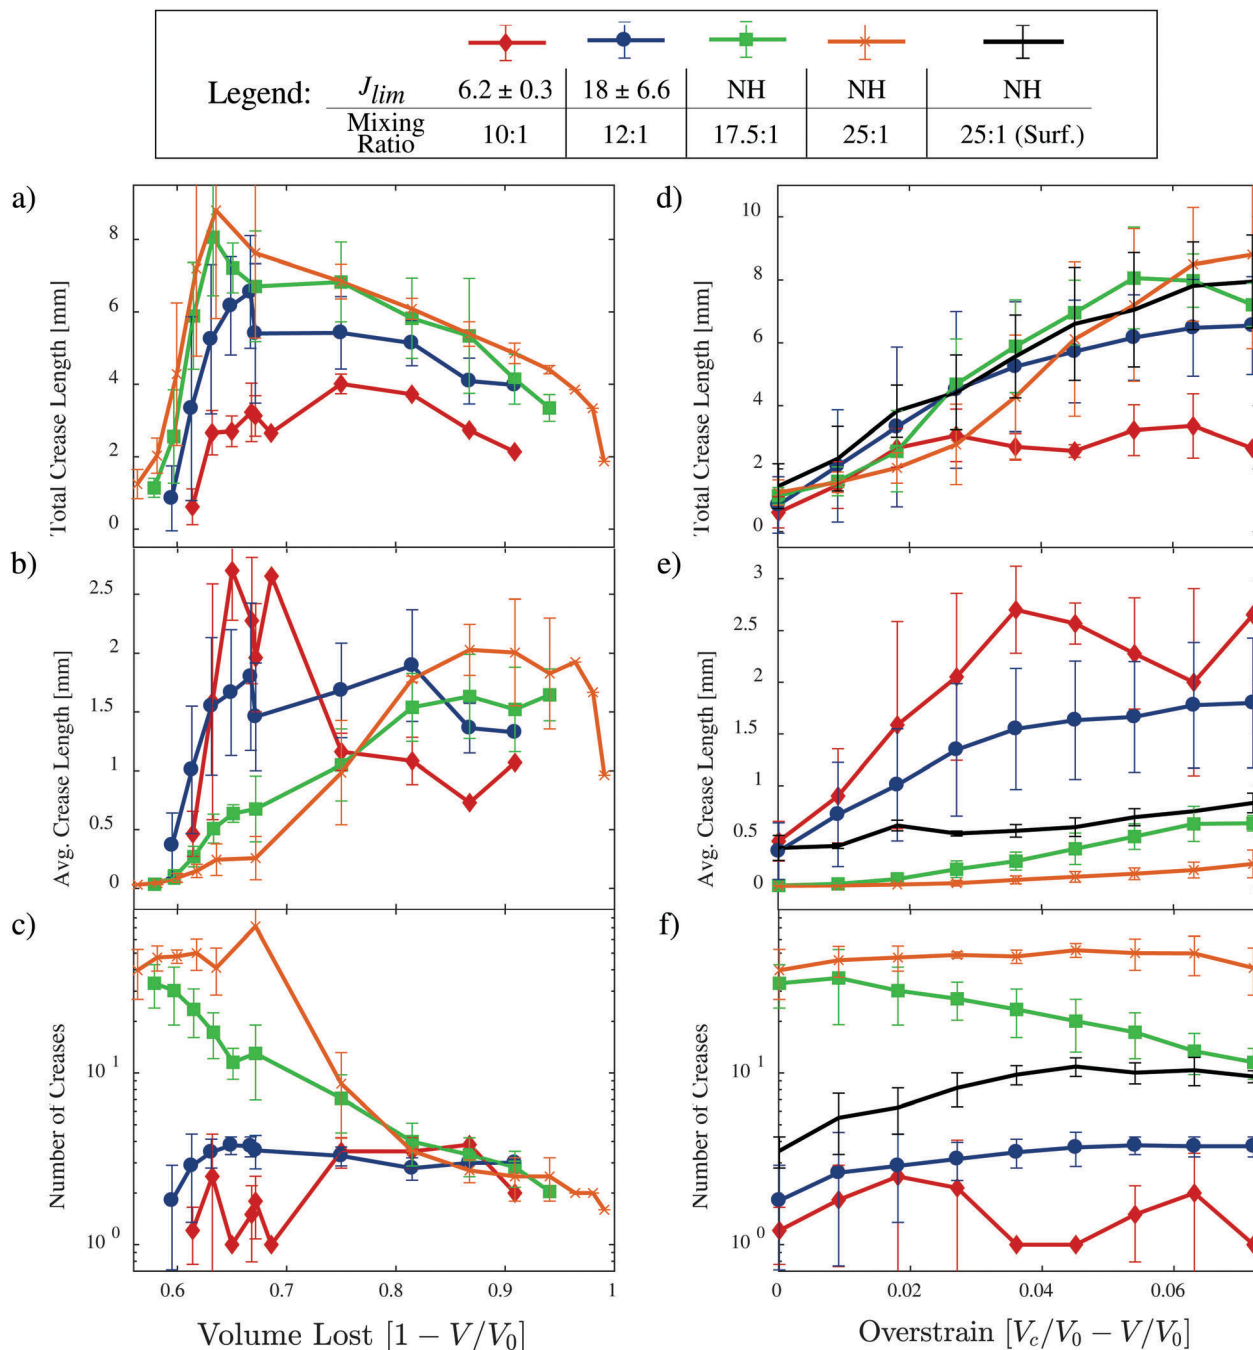 Legend:
J_lim 6.2 ± 0.3 18 ± 6.6 NH NH NH
Mixing Ratio 10:1 12:1 17.5:1 25:1 25:1 (Surf.)
a)
Total Crease Length [mm]
8
6
4
2
0
d)
Total Crease Length [mm]
10
8
6
4
2
0
b)
Avg. Crease Length [mm]
2.5
2
1.5
1
0.5
0
e)
Avg. Crease Length [mm]
3
2.5
2
1.5
1
0.5
0
c)
Number of Creases
10^1
10^0
0.6 0.7 0.8 0.9 1
Volume Lost [1 − V/V_0]
f)
Number of Creases
10^1
10^0
0 0.02 0.04 0.06
Overstrain [V_c/V_0 − V/V_0]